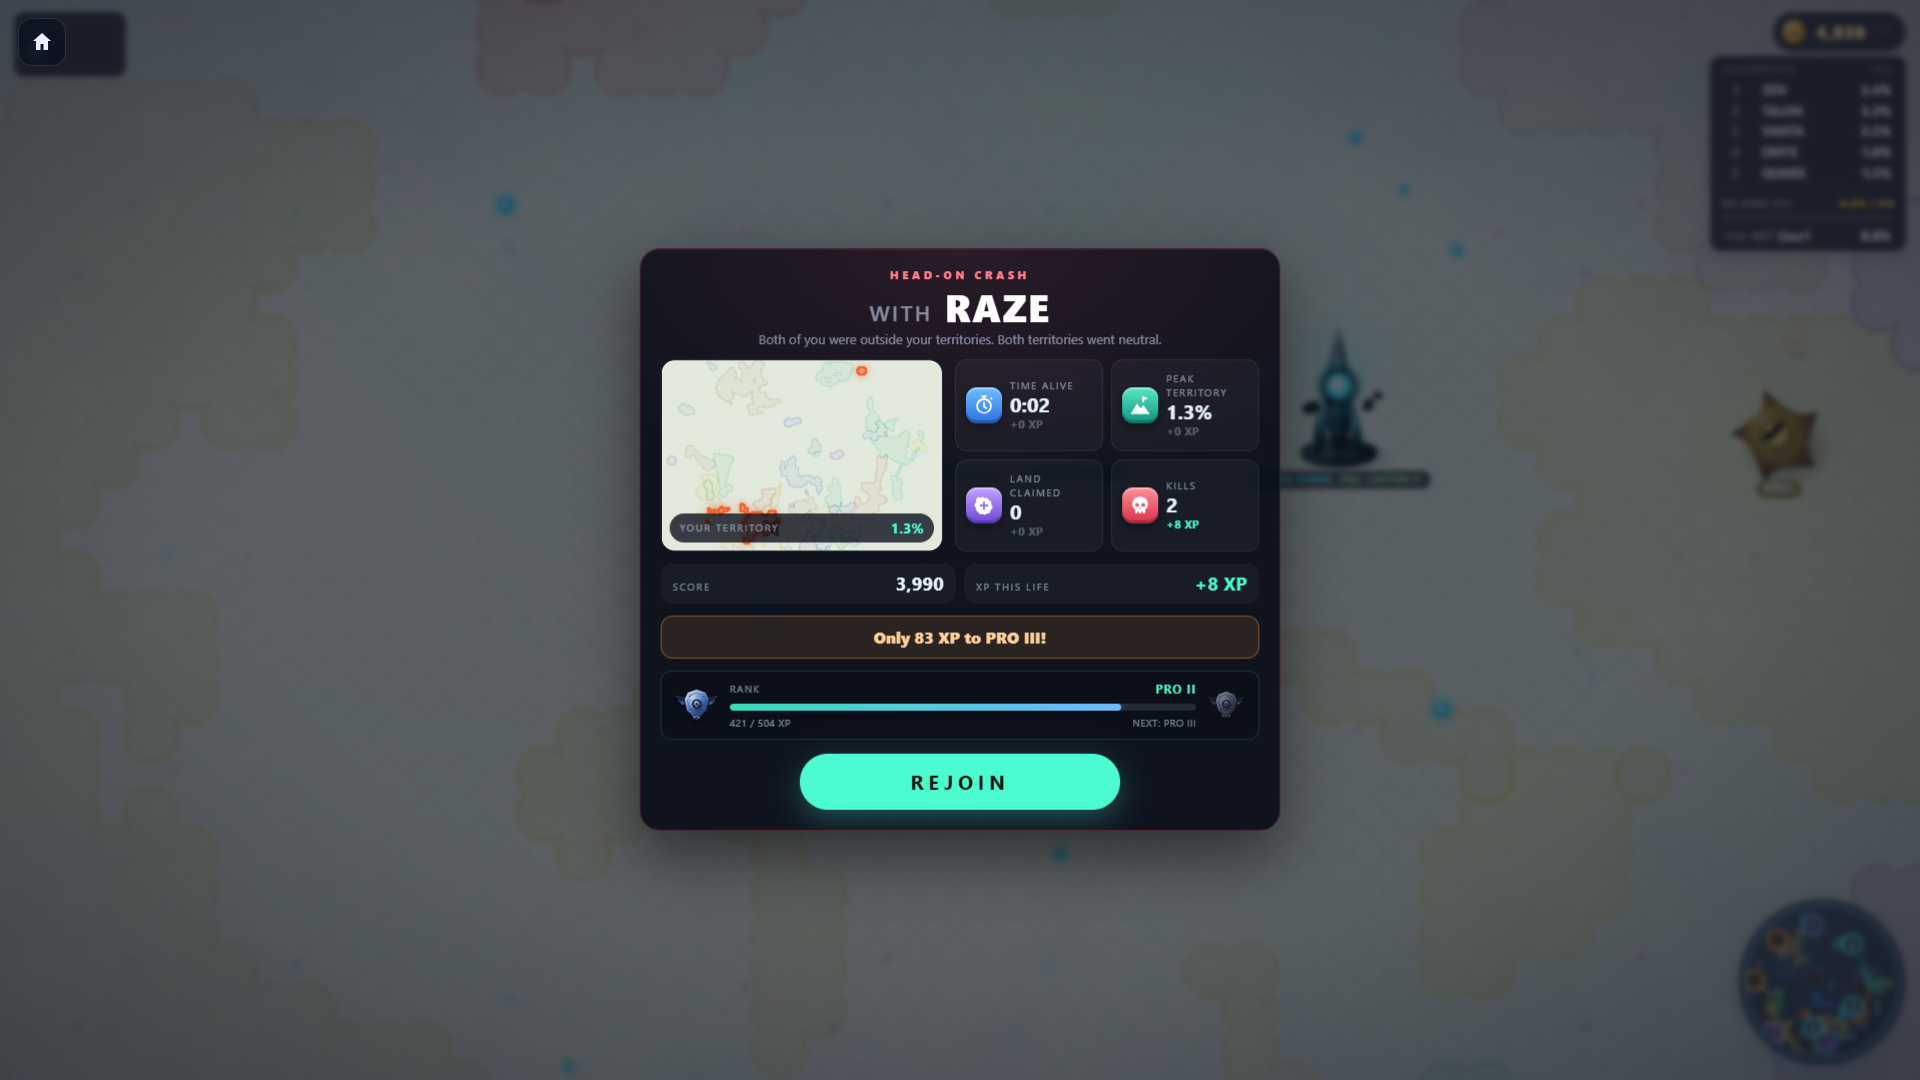 HEAD-ON CRASH
WITH RAZE
Both of you were outside your territories. Both territories went neutral.
YOUR TERRITORY 1.3%
TIME ALIVE
0:02
+0 XP
PEAK
TERRITORY
1.3%
+0 XP
LAND
CLAIMED
0
+0 XP
KILLS
2
+8 XP
SCORE 3,990
XP THIS LIFE +8 XP
Only 83 XP to PRO III!
RANK PRO II
421 / 504 XP NEXT: PRO III
REJOIN